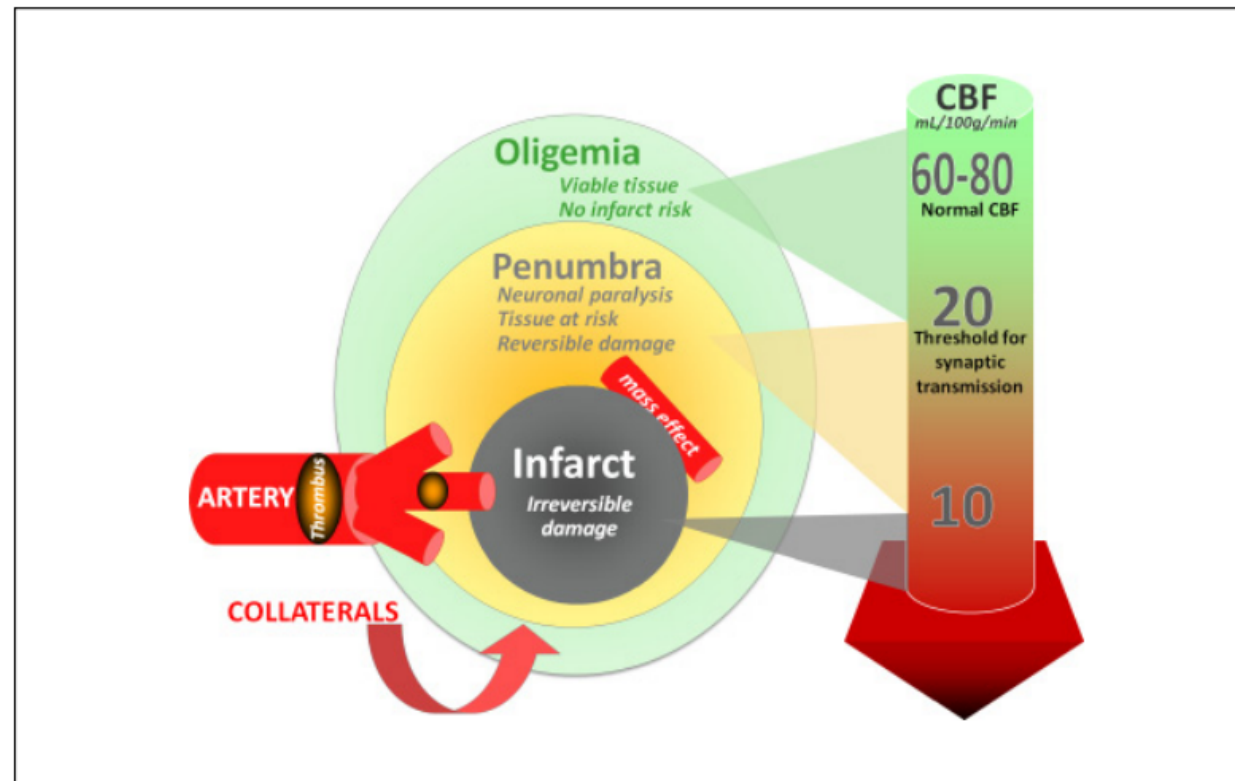 Oligemia
Viable tissue
No infarct risk
Penumbra
Neuronal paralysis
Tissue at risk
Reversible damage
mass effect
Infarct
Irreversible
damage
ARTERY
Thrombus
COLLATERALS
CBF
mL/100g/min
60-80
Normal CBF
20
Threshold for
synaptic
transmission
10